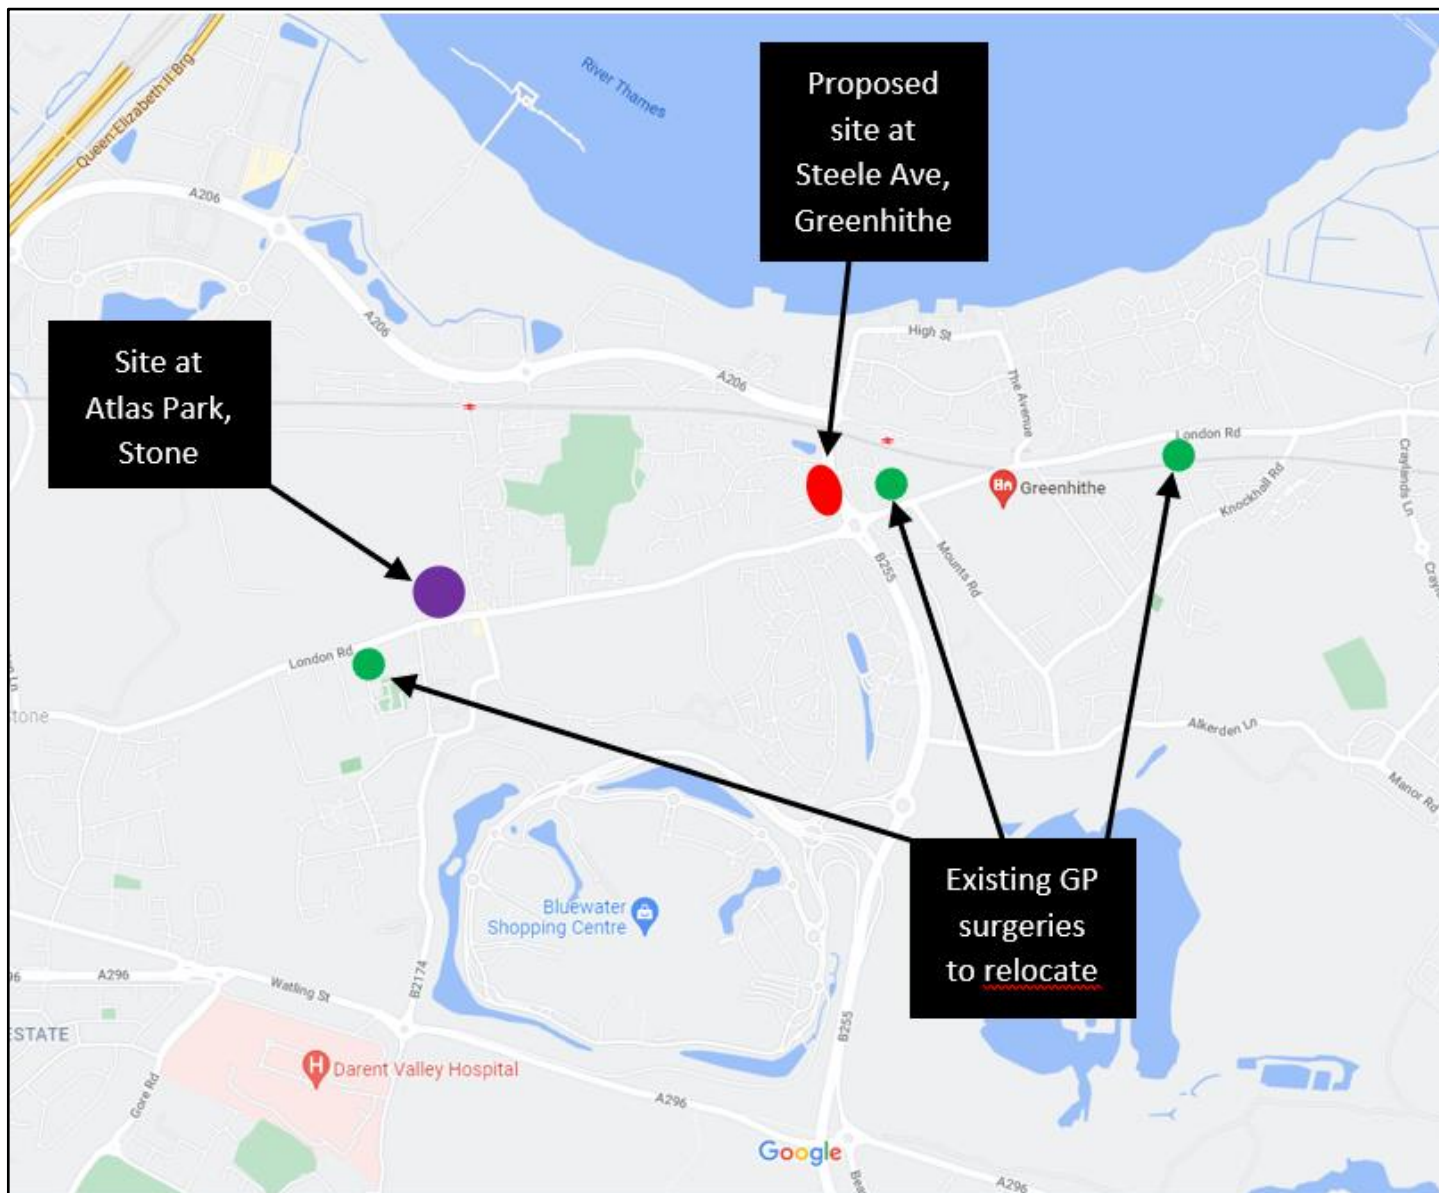 Queen Elizabeth II Brg
River Thames
Proposed
site at
Steele Ave,
Greenhithe
A206
A206
A206
High St
The Avenue
Site at
Atlas Park,
Stone
London Rd
Knockhall Rd
Craylands Ln
Greenhithe
B255
Mounts Rd
London Rd
Alkerden Ln
Manor Rd
Existing GP
surgeries
to relocate
Bluewater
Shopping Centre
A296
Watling St
B2174
B255
ESTATE
Darent Valley Hospital
Gore Rd
A296
Google
A296